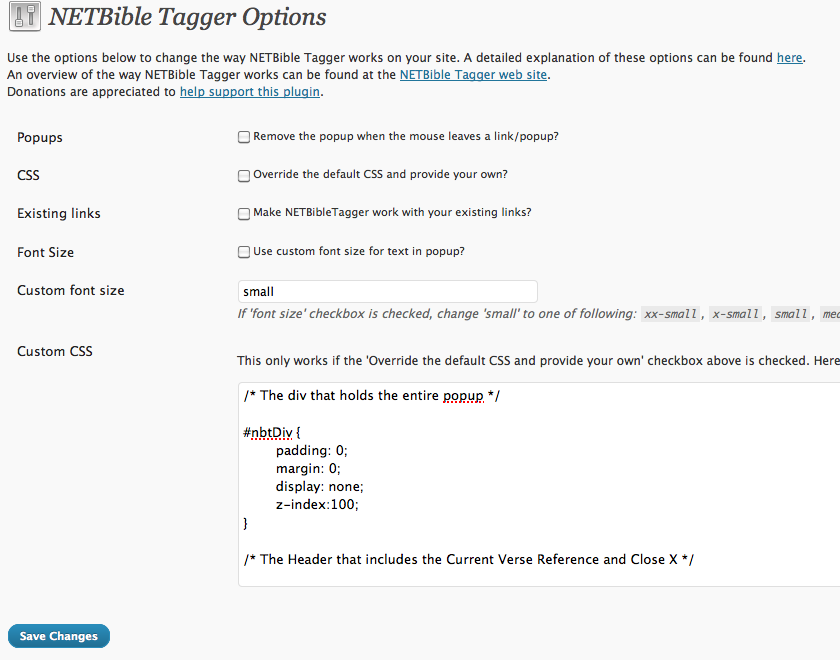 NETBible Tagger Options
Use the options below to change the way NETBible Tagger works on your site. A detailed explanation of these options can be found here.
An overview of the way NETBible Tagger works can be found at the NETBible Tagger web site.
Donations are appreciated to help support this plugin.
Popups Remove the popup when the mouse leaves a link/popup?
CSS Override the default CSS and provide your own?
Existing links Make NETBibleTagger work with your existing links?
Font Size Use custom font size for text in popup?
Custom font size small
If 'font size' checkbox is checked, change 'small' to one of following: xx-small, x-small, small,
Custom CSS
This only works if the 'Override the default CSS and provide your own' checkbox above is checked. Here
/* The div that holds the entire popup */
#nbtDiv {
padding: 0;
margin: 0;
display: none;
z-index:100;
}
/* The Header that includes the Current Verse Reference and Close X */
Save Changes